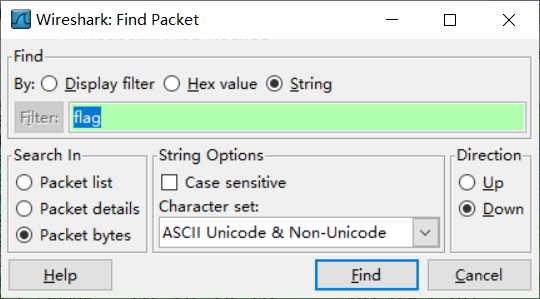 Wireshark: Find Packet
Find
By: Display filter Hex value String
Filter: flag
Search In
Packet list
Packet details
Packet bytes
String Options
Case sensitive
Character set:
ASCII Unicode & Non-Unicode
Direction
Up
Down
Help Find Cancel